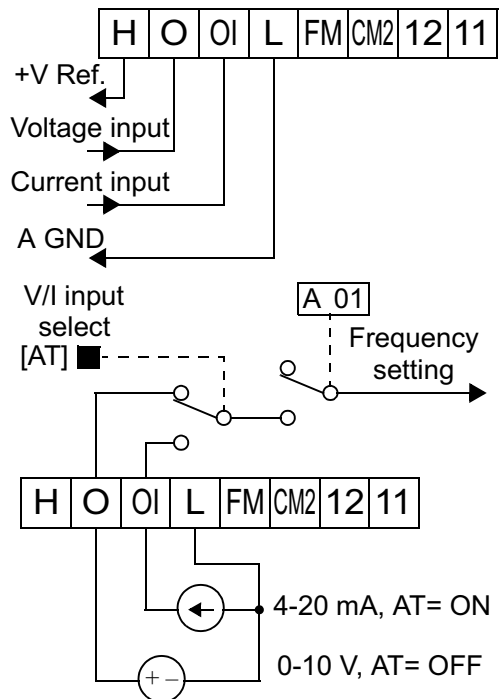 H O OI L FM CM2 12 11
+V Ref.
Voltage input
Current input
A GND
V/I input
select
[AT]
A 01
Frequency
setting
H O OI L FM CM2 12 11
4-20 mA, AT= ON
+ −
0-10 V, AT= OFF